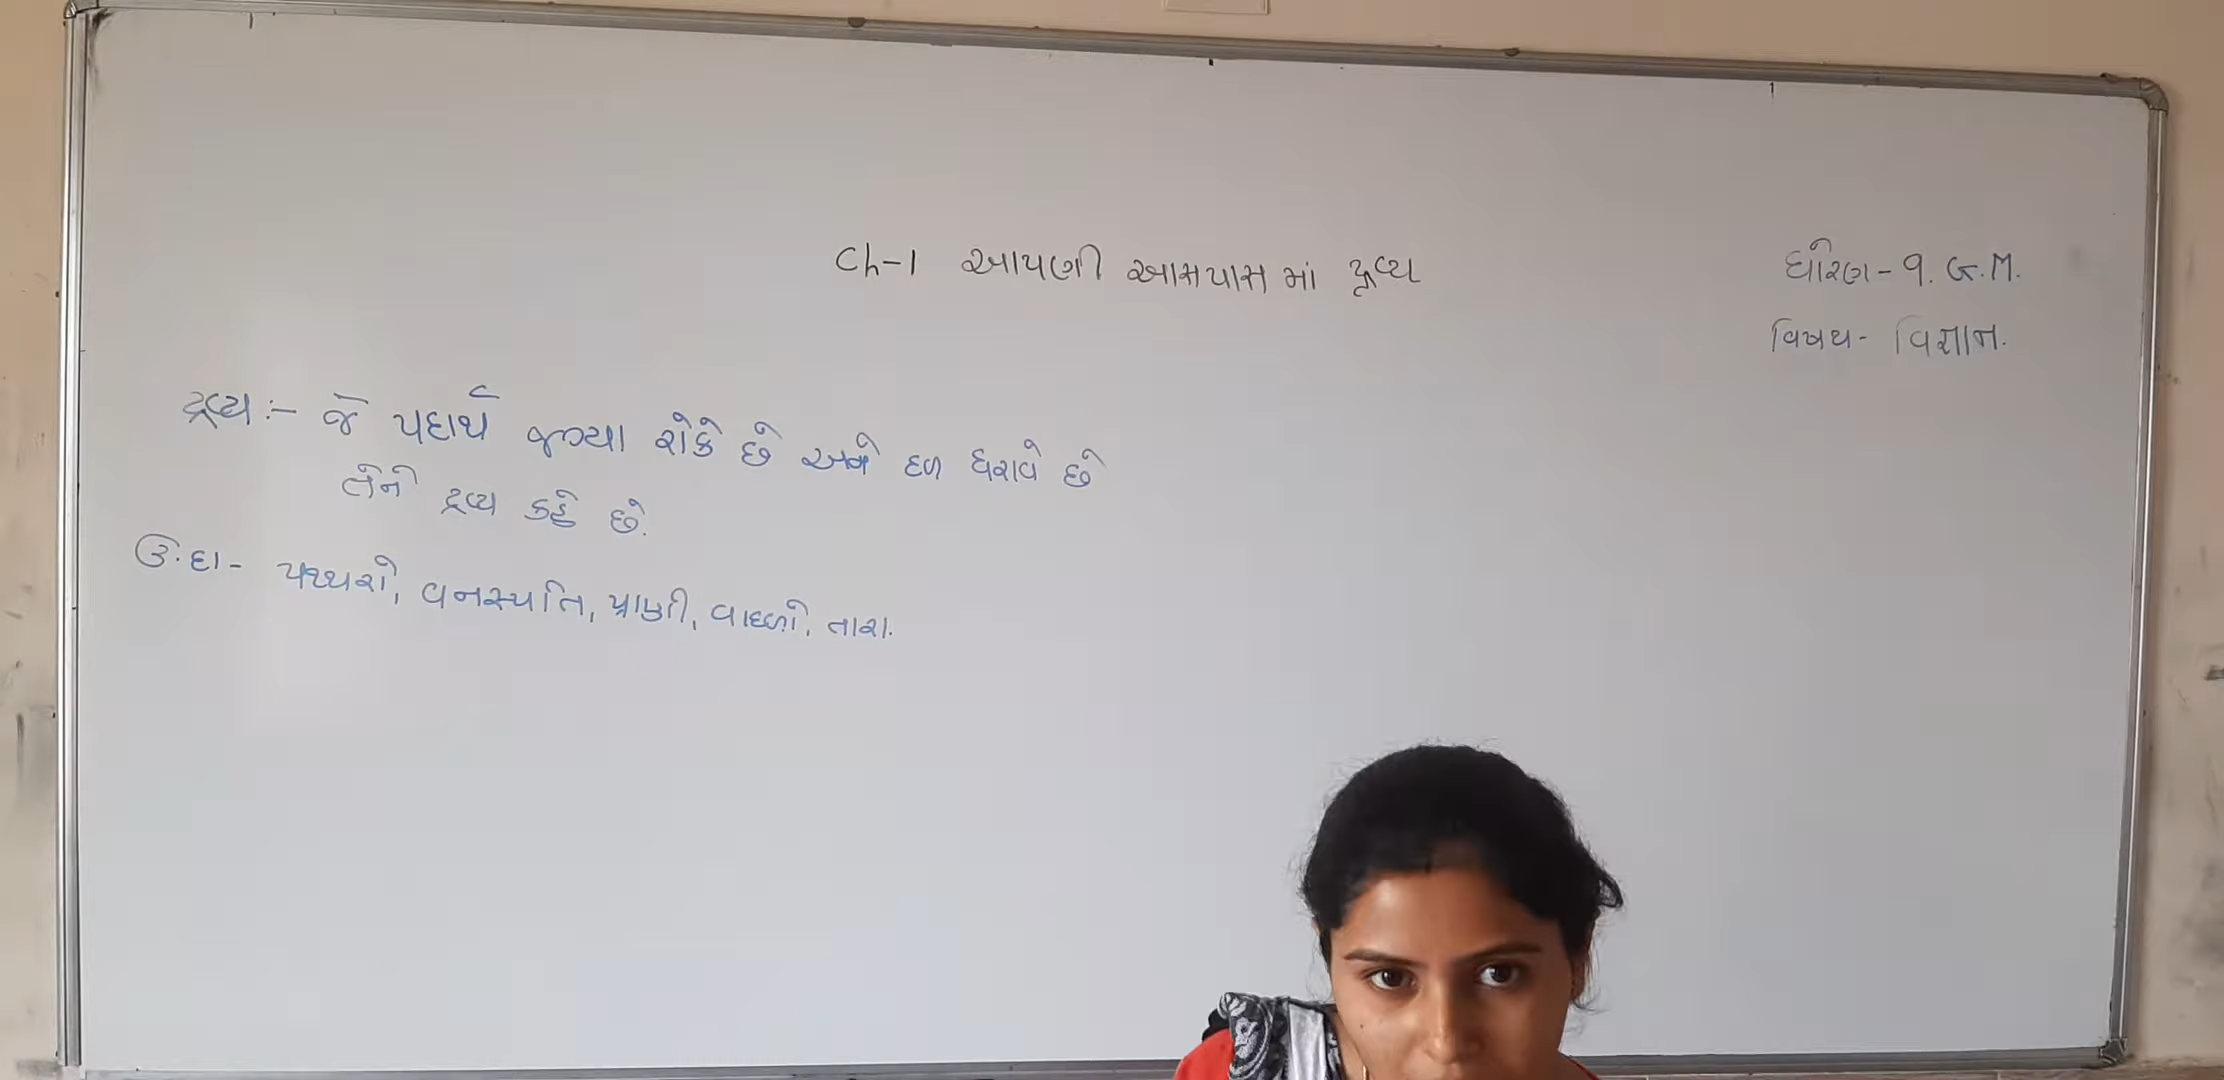 Ch-1 આપણી આસપાસ માં દ્રવ્ય
ધોરણ - 9. G.M.
વિષય - વિજ્ઞાન.
દ્રવ્ય :- જે પદાર્થ જગ્યા રોકે છે અને દળ ધરાવે છે
તેને દ્રવ્ય કહે છે.
ઉ.દા - પથ્થરો, વનસ્પતિ, પ્રાણી, વાદળો, તારા.